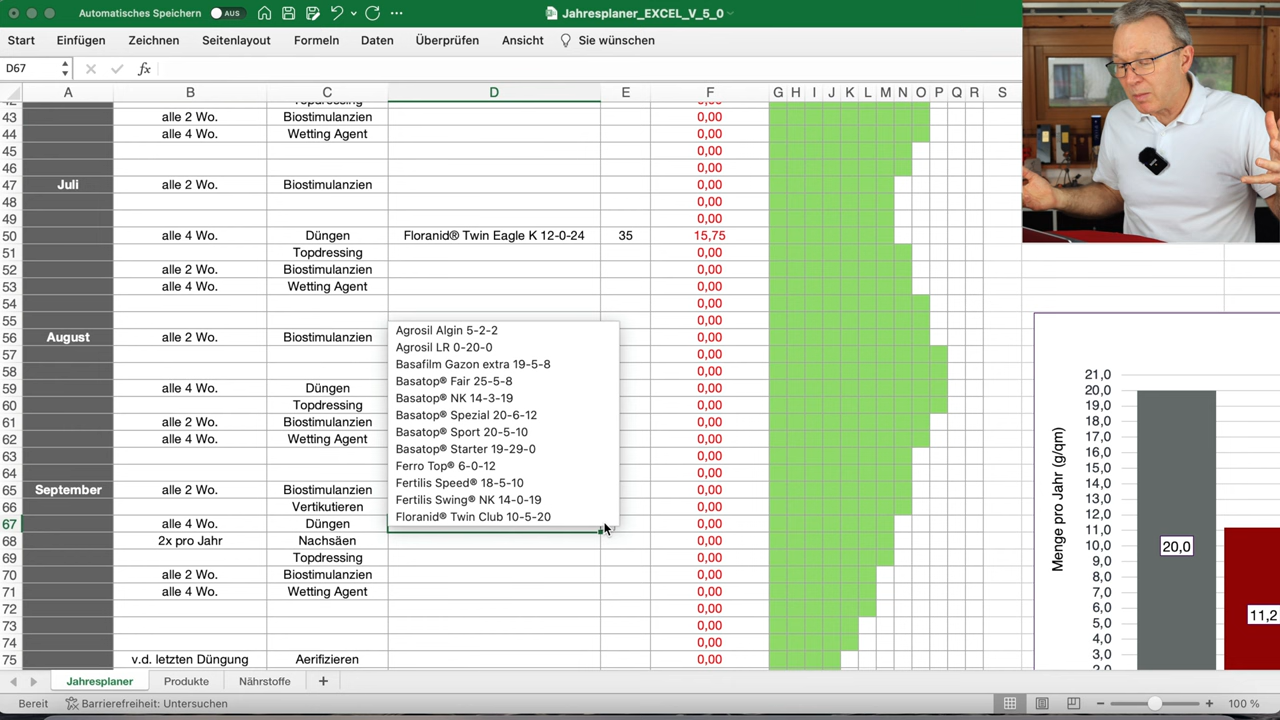 Automatisches Speichern AUS Jahresplaner_EXCEL_V_5_0
Start Einfügen Zeichnen Seitenlayout Formeln Daten Überprüfen Ansicht Sie wünschen
D67 fx
A B C D E F G H I J K L M N O P Q R S
0,00
43 alle 2 Wo. Biostimulanzien 0,00
44 alle 4 Wo. Wetting Agent 0,00
45 0,00
46 0,00
47 Juli alle 2 Wo. Biostimulanzien 0,00
48 0,00
49 0,00
50 alle 4 Wo. Düngen Floranid® Twin Eagle K 12-0-24 35 15,75
51 Topdressing 0,00
52 alle 2 Wo. Biostimulanzien 0,00
53 alle 4 Wo. Wetting Agent 0,00
54 0,00
55 0,00
56 August alle 2 Wo. Biostimulanzien 0,00
57 0,00
58 0,00
59 alle 4 Wo. Düngen 0,00
60 Topdressing 0,00
61 alle 2 Wo. Biostimulanzien 0,00
62 alle 4 Wo. Wetting Agent 0,00
63 0,00
64 0,00
65 September alle 2 Wo. Biostimulanzien 0,00
66 Vertikutieren 0,00
67 alle 4 Wo. Düngen 0,00
68 2x pro Jahr Nachsäen 0,00
69 Topdressing 0,00
70 alle 2 Wo. Biostimulanzien 0,00
71 alle 4 Wo. Wetting Agent 0,00
72 0,00
73 0,00
74 0,00
75 v.d. letzten Düngung Aerifizieren 0,00
Agrosil Algin 5-2-2
Agrosil LR 0-20-0
Basafilm Gazon extra 19-5-8
Basatop® Fair 25-5-8
Basatop® NK 14-3-19
Basatop® Spezial 20-6-12
Basatop® Sport 20-5-10
Basatop® Starter 19-29-0
Ferro Top® 6-0-12
Fertilis Speed® 18-5-10
Fertilis Swing® NK 14-0-19
Floranid® Twin Club 10-5-20
Menge pro Jahr (g/qm)
21,0
20,0
19,0
18,0
17,0
16,0
15,0
14,0
13,0
12,0
11,0
10,0
9,0
8,0
7,0
6,0
5,0
4,0
3,0
2,0
20,0
11,2
Jahresplaner Produkte Nährstoffe +
Bereit Barrierefreiheit: Untersuchen 100 %